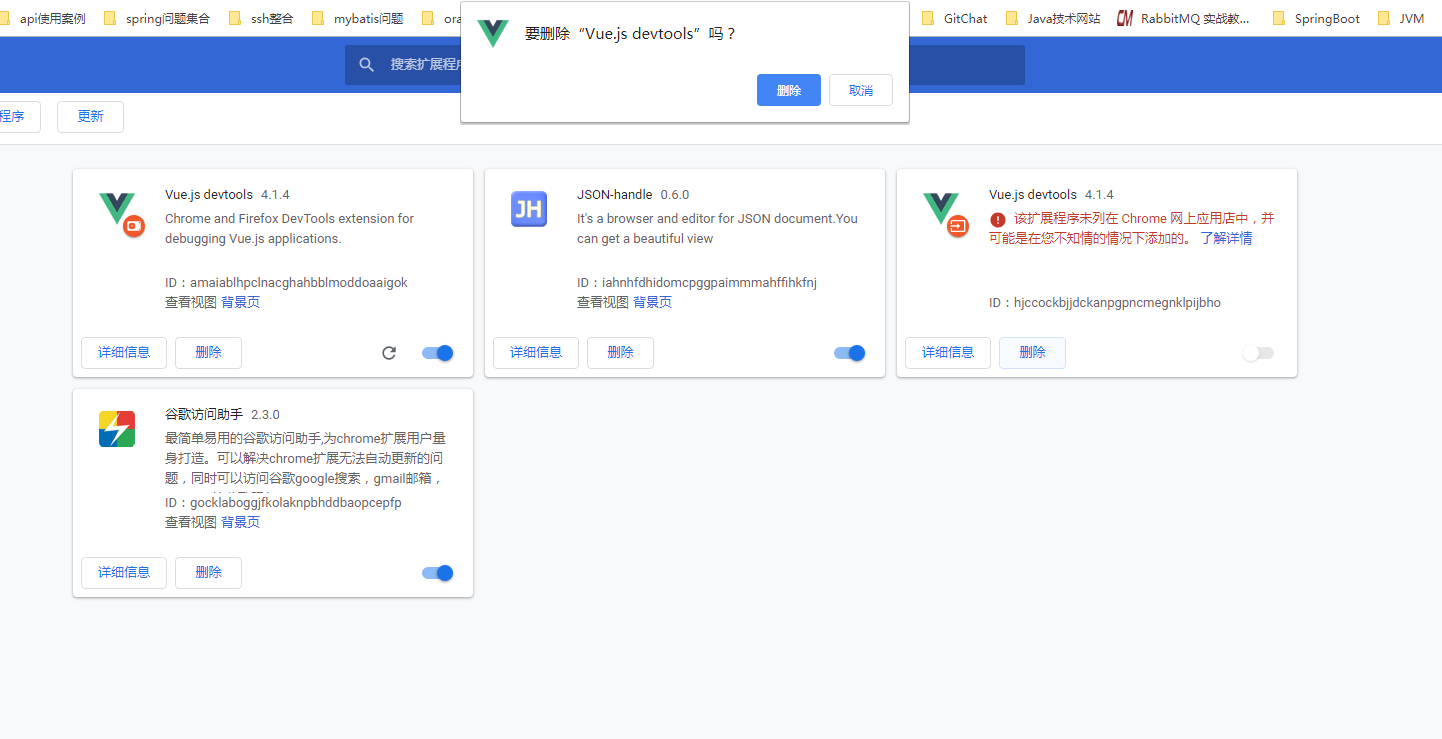 api使用案例 spring问题集合 ssh整合 mybatis问题 ora GitChat Java技术网站 RabbitMQ 实战教... SpringBoot JVM
要删除“Vue.js devtools”吗？
搜索扩展程序
删除 取消
程序 更新
Vue.js devtools 4.1.4
Chrome and Firefox DevTools extension for
debugging Vue.js applications.
ID：amaiablhpclnacghahbblmoddoaaigok
查看视图 背景页
详细信息 删除
JSON-handle 0.6.0
It's a browser and editor for JSON document.You
can get a beautiful view
ID：iahnhfdhidomcpggpaimmmahffihkfnj
查看视图 背景页
详细信息 删除
Vue.js devtools 4.1.4
该扩展程序未列在 Chrome 网上应用店中，并
可能是在您不知情的情况下添加的。 了解详情
ID：hjccockbjjdckanpgpncmegnklpijbho
详细信息 删除
谷歌访问助手 2.3.0
最简单易用的谷歌访问助手,为chrome扩展用户量
身打造。可以解决chrome扩展无法自动更新的问
题，同时可以访问谷歌google搜索，gmail邮箱，
ID：gocklaboggjfkolaknpbhddbaopcepfp
查看视图 背景页
详细信息 删除